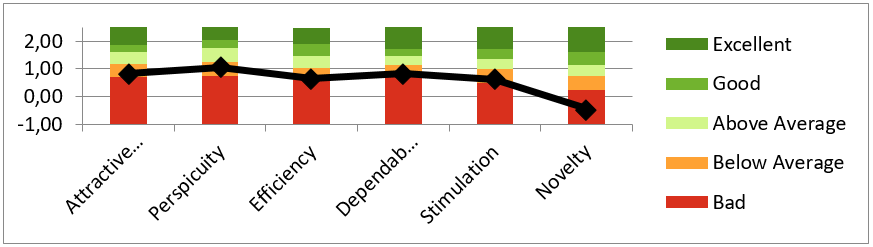 2,00
1,00
0,00
-1,00
Attractive...
Perspicuity
Efficiency
Dependab...
Stimulation
Novelty
Excellent
Good
Above Average
Below Average
Bad